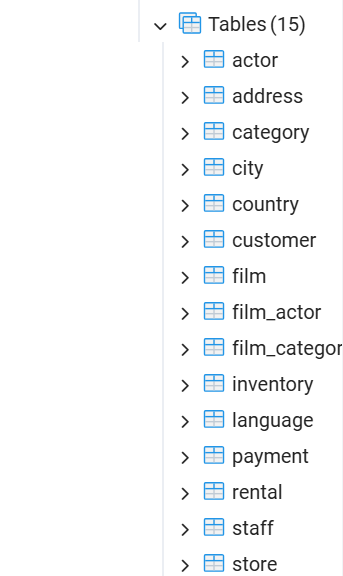 Tables (15)
actor
address
category
city
country
customer
film
film_actor
film_categor
inventory
language
payment
rental
staff
store